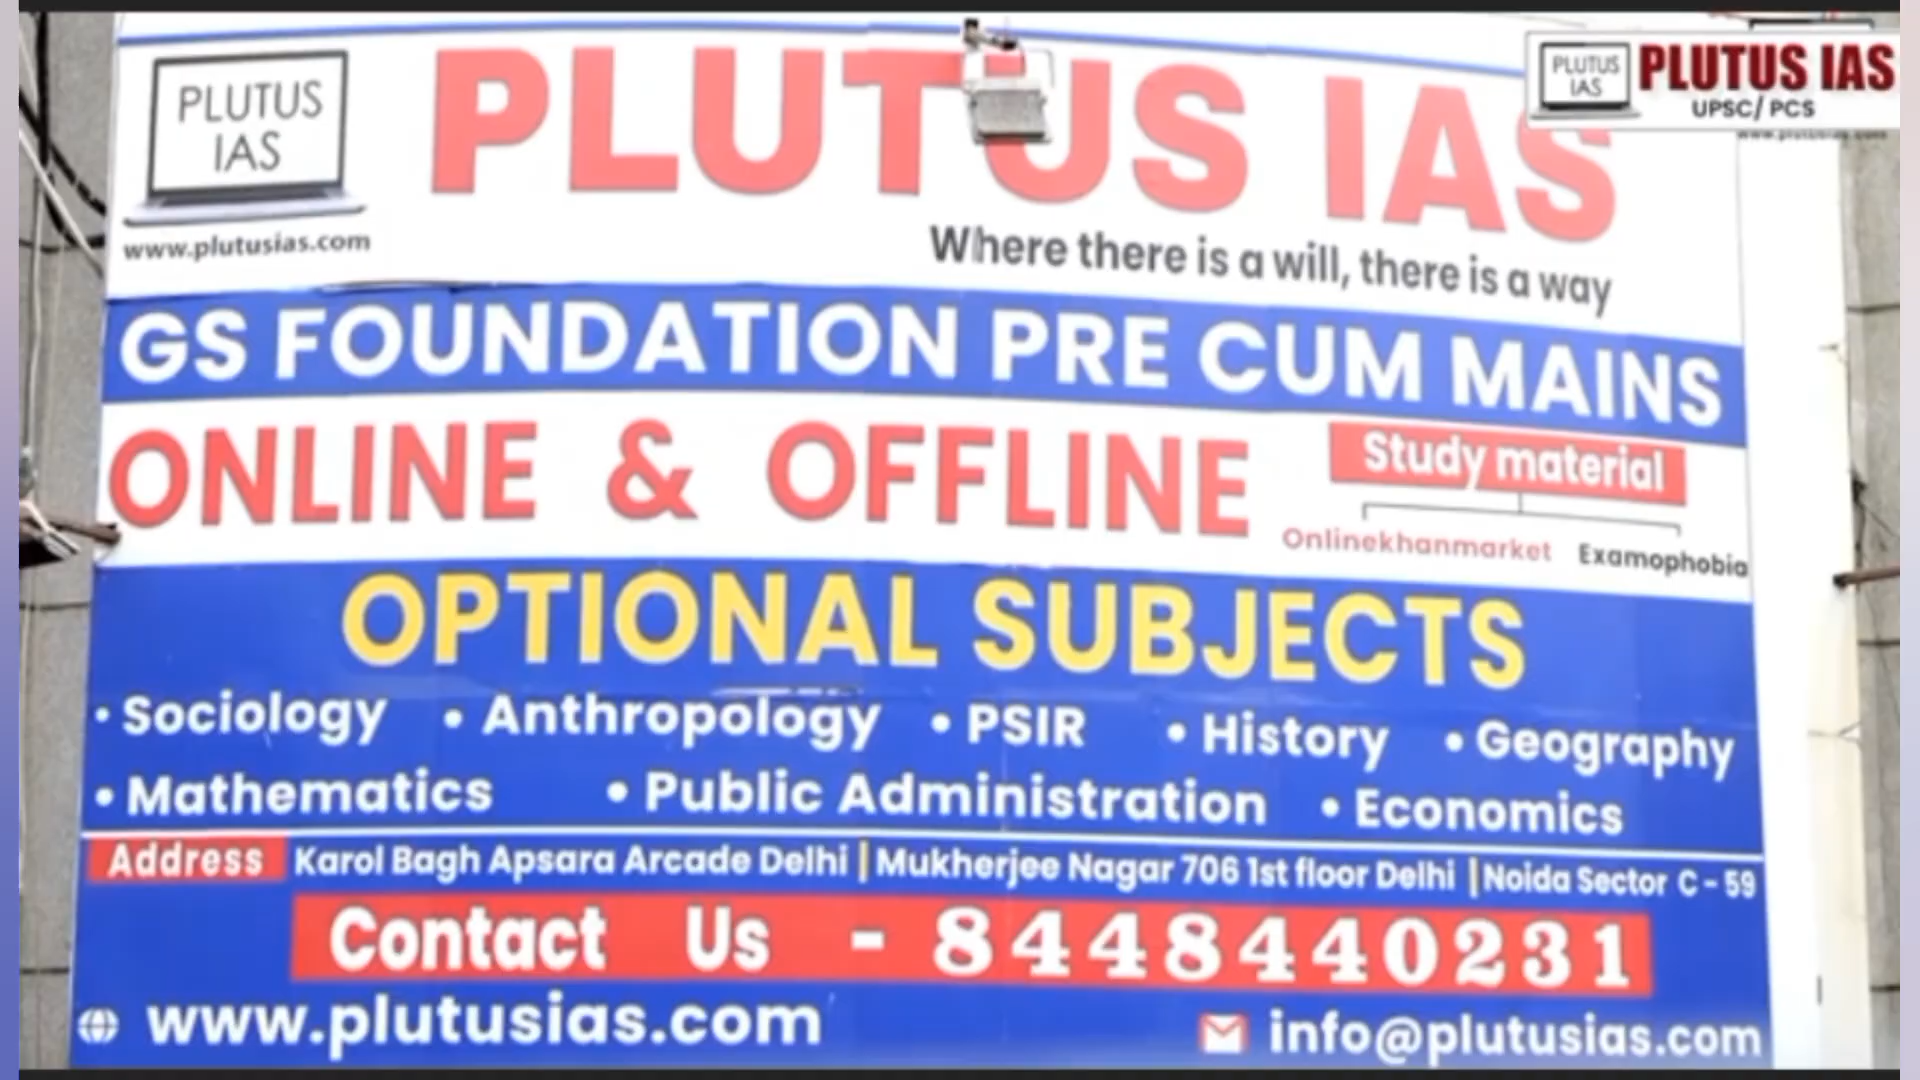 PLUTUS IAS
PLUTUS IAS
UPSC/ PCS
www.plutusias.com
PLUTUS
IAS
PLUTUS
IAS
www.plutusias.com
Where there is a will, there is a way
GS FOUNDATION PRE CUM MAINS
ONLINE & OFFLINE
Study material
Onlinekhanmarket Examophobia
OPTIONAL SUBJECTS
• Sociology • Anthropology • PSIR • History • Geography
• Mathematics • Public Administration • Economics
Address Karol Bagh Apsara Arcade Delhi | Mukherjee Nagar 706 1st floor Delhi | Noida Sector C - 59
Contact Us - 8448440231
www.plutusias.com info@plutusias.com